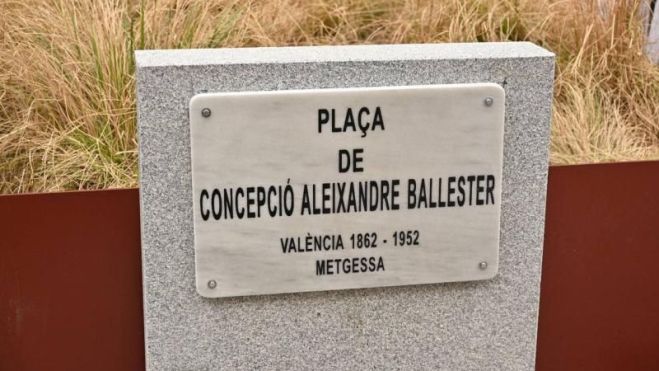 PLAÇA
DE
CONCEPCIÓ ALEIXANDRE BALLESTER
VALÈNCIA 1862 - 1952
METGESSA